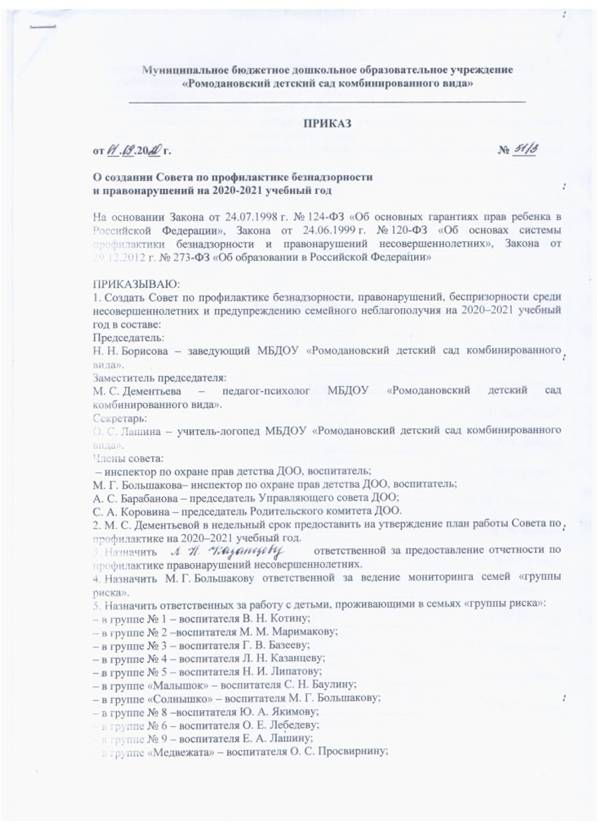 Муниципальное бюджетное дошкольное образовательное учреждение
«Ромодановский детский сад комбинированного вида»
ПРИКАЗ
от 01.09.2020 г. № 51/3
О создании Совета по профилактике безнадзорности
и правонарушений на 2020-2021 учебный год
На основании Закона от 24.07.1998 г. № 124-ФЗ «Об основных гарантиях прав ребенка в
Российской Федерации», Закона от 24.06.1999 г. № 120-ФЗ «Об основах системы
профилактики безнадзорности и правонарушений несовершеннолетних», Закона от
29.12.2012 г. № 273-ФЗ «Об образовании в Российской Федерации»
ПРИКАЗЫВАЮ:
1. Создать Совет по профилактике безнадзорности, правонарушений, беспризорности среди
несовершеннолетних и предупреждению семейного неблагополучия на 2020–2021 учебный
год в составе:
Председатель:
Н. Н. Борисова – заведующий МБДОУ «Ромодановский детский сад комбинированного
вида».
Заместитель председателя:
М. С. Дементьева – педагог-психолог МБДОУ «Ромодановский детский сад
комбинированного вида».
Секретарь:
О. С. Лашина – учитель-логопед МБДОУ «Ромодановский детский сад комбинированного
вида».
Члены совета:
– инспектор по охране прав детства ДОО, воспитатель;
М. Г. Большакова– инспектор по охране прав детства ДОО, воспитатель;
А. С. Барабанова – председатель Управляющего совета ДОО;
С. А. Коровина – председатель Родительского комитета ДОО.
2. М. С. Дементьевой в недельный срок предоставить на утверждение план работы Совета по
профилактике на 2020–2021 учебный год.
3. Назначить Л Н Казанцеву ответственной за предоставление отчетности по
профилактике правонарушений несовершеннолетних.
4. Назначить М. Г. Большакову ответственной за ведение мониторинга семей «группы
риска».
5. Назначить ответственных за работу с детьми, проживающими в семьях «группы риска»:
– в группе № 1 – воспитателя В. Н. Котину;
– в группе № 2 –воспитателя М. М. Маримакову;
– в группе № 3 – воспитателя Г. В. Базееву;
– в группе № 4 – воспитателя Л. Н. Казанцеву;
– в группе № 5 – воспитателя Н. И. Липатову;
– в группе «Малышок» – воспитателя С. Н. Баулину;
– в группе «Солнышко» – воспитателя М. Г. Большакову;
– в группе № 8 –воспитателя Ю. А. Якимову;
– в группе № 6 – воспитателя О. Е. Лебедеву;
– в группе № 9 – воспитателя Е. А. Лашину;
– в группе «Медвежата» – воспитателя О. С. Просвирнину;